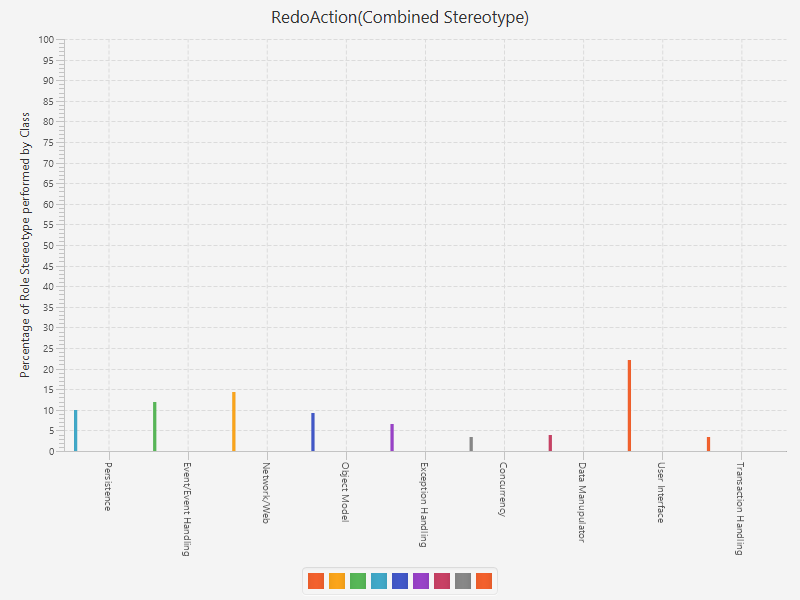 RedoAction(Combined Stereotype)
Percentage of Role Stereotype performed by Class
100
95
90
85
80
75
70
65
60
55
50
45
40
35
30
25
20
15
10
5
0
Persistence
Event/Event Handling
Network/Web
Object Model
Exception Handling
Concurrency
Data Manupulator
User Interface
Transaction Handling